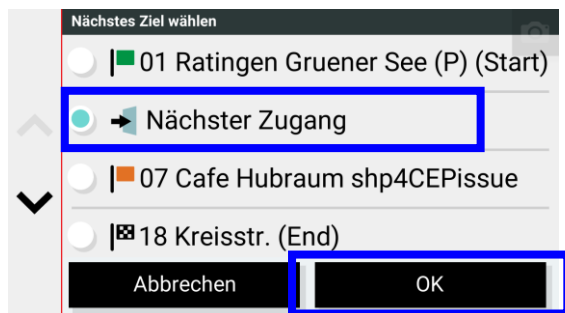 Nächstes Ziel wählen
01 Ratingen Gruener See (P) (Start)
Nächster Zugang
07 Cafe Hubraum shp4CEPissue
18 Kreisstr. (End)
Abbrechen OK